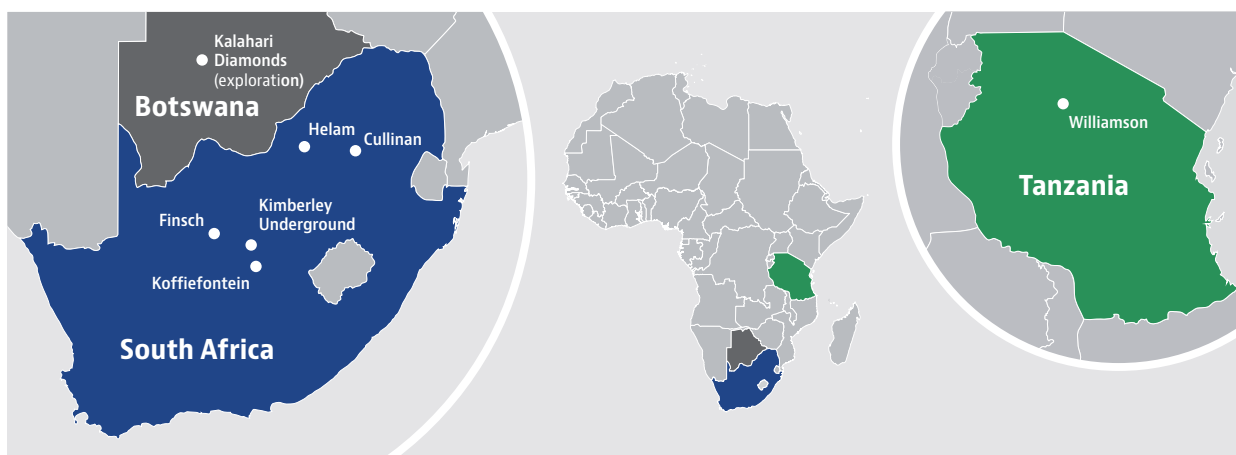 Kalahari
Diamonds
(exploration)
Botswana
Helam
Cullinan
Finsch
Kimberley
Underground
Koffiefontein
South Africa
Williamson
Tanzania